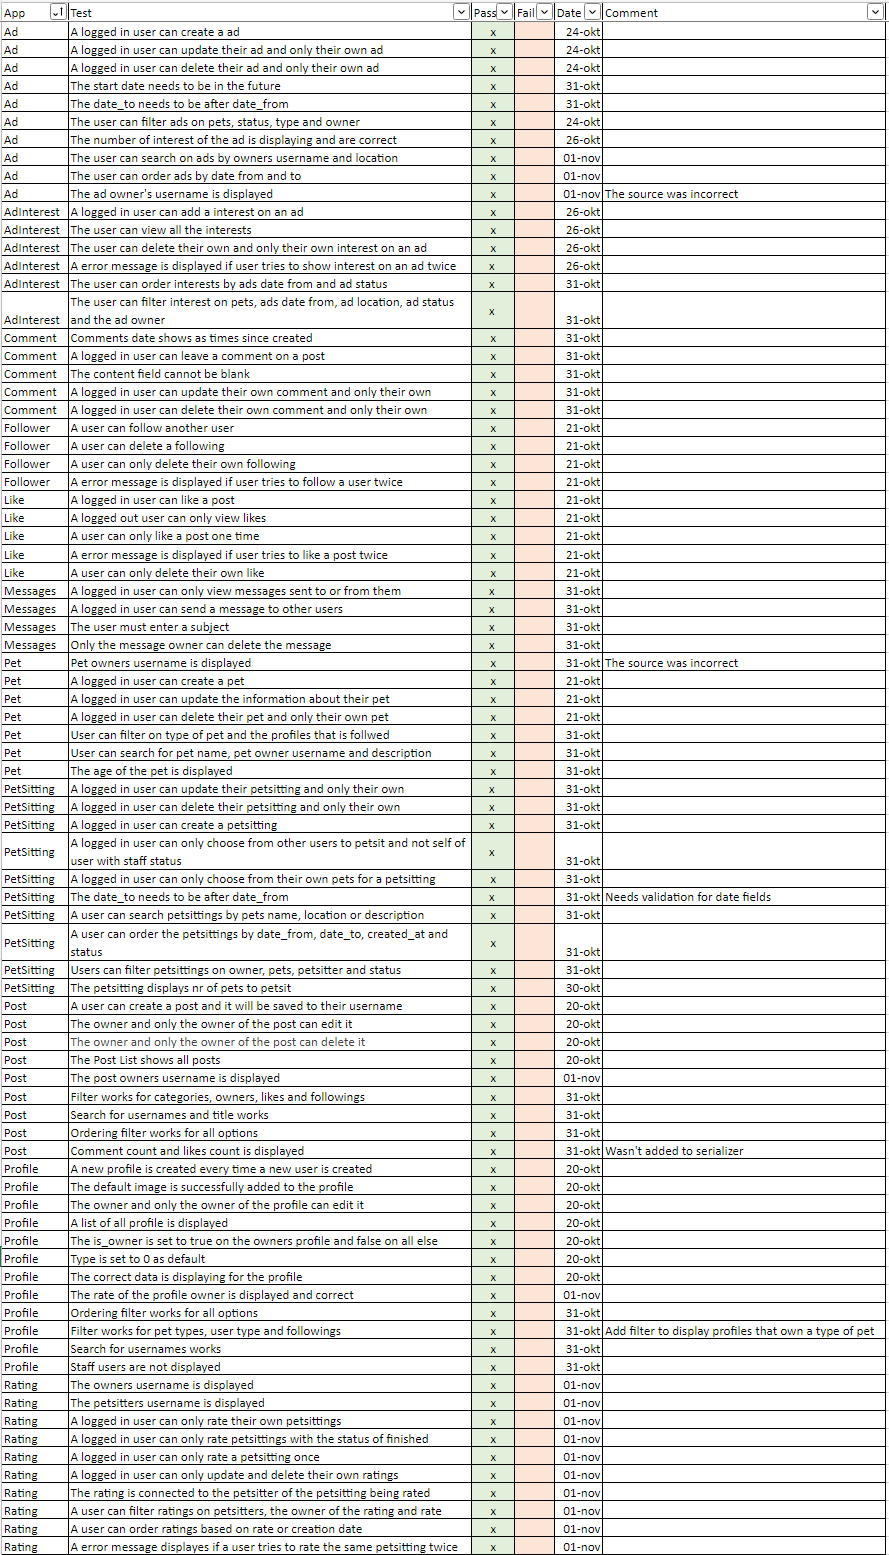 App Test Pass Fail Date Comment
Ad A logged in user can create a ad x 24-okt
Ad A logged in user can update their ad and only their own ad x 24-okt
Ad A logged in user can delete their ad and only their own ad x 24-okt
Ad The start date needs to be in the future x 31-okt
Ad The date_to needs to be after date_from x 31-okt
Ad The user can filter ads on pets, status, type and owner x 24-okt
Ad The number of interest of the ad is displaying and are correct x 26-okt
Ad The user can search on ads by owners username and location x 01-nov
Ad The user can order ads by date from and to x 01-nov
Ad The ad owner's username is displayed x 01-nov The source was incorrect
AdInterest A logged in user can add a interest on an ad x 26-okt
AdInterest The user can view all the interests x 26-okt
AdInterest The user can delete their own and only their own interest on an ad x 26-okt
AdInterest A error message is displayed if user tries to show interest on an ad twice x 26-okt
AdInterest The user can order interests by ads date from and ad status x 31-okt
The user can filter interest on pets, ads date from, ad location, ad status
AdInterest and the ad owner x 31-okt
Comment Comments date shows as times since created x 31-okt
Comment A logged in user can leave a comment on a post x 31-okt
Comment The content field cannot be blank x 31-okt
Comment A logged in user can update their own comment and only their own x 31-okt
Comment A logged in user can delete their own comment and only their own x 31-okt
Follower A user can follow another user x 21-okt
Follower A user can delete a following x 21-okt
Follower A user can only delete their own following x 21-okt
Follower A error message is displayed if user tries to follow a user twice x 21-okt
Like A logged in user can like a post x 21-okt
Like A logged out user can only view likes x 21-okt
Like A user can only like a post one time x 21-okt
Like A error message is displayed if user tries to like a post twice x 21-okt
Like A user can only delete their own like x 21-okt
Messages A logged in user can only view messages sent to or from them x 31-okt
Messages A logged in user can send a message to other users x 31-okt
Messages The user must enter a subject x 31-okt
Messages Only the message owner can delete the message x 31-okt
Pet Pet owners username is displayed x 31-okt The source was incorrect
Pet A logged in user can create a pet x 21-okt
Pet A logged in user can update the information about their pet x 21-okt
Pet A logged in user can delete their pet and only their own pet x 21-okt
Pet User can filter on type of pet and the profiles that is follwed x 31-okt
Pet User can search for pet name, pet owner username and description x 31-okt
Pet The age of the pet is displayed x 31-okt
PetSitting A logged in user can update their petsitting and only their own x 31-okt
PetSitting A logged in user can delete their petsitting and only their own x 31-okt
PetSitting A logged in user can create a petsitting x 31-okt
A logged in user can only choose from other users to petsit and not self of
PetSitting user with staff status x 31-okt
PetSitting A logged in user can only choose from their own pets for a petsitting x 31-okt
PetSitting The date_to needs to be after date_from x 31-okt Needs validation for date fields
PetSitting A user can search petsittings by pets name, location or description x 31-okt
A user can order the petsittings by date_from, date_to, created_at and
PetSitting status x 31-okt
PetSitting Users can filter petsittings on owner, pets, petsitter and status x 31-okt
PetSitting The petsitting displays nr of pets to petsit x 30-okt
Post A user can create a post and it will be saved to their username x 20-okt
Post The owner and only the owner of the post can edit it x 20-okt
Post The owner and only the owner of the post can delete it x 20-okt
Post The Post List shows all posts x 20-okt
Post The post owners username is displayed x 01-nov
Post Filter works for categories, owners, likes and followings x 31-okt
Post Search for usernames and title works x 31-okt
Post Ordering filter works for all options x 31-okt
Post Comment count and likes count is displayed x 31-okt Wasn't added to serializer
Profile A new profile is created every time a new user is created x 20-okt
Profile The default image is successfully added to the profile x 20-okt
Profile The owner and only the owner of the profile can edit it x 20-okt
Profile A list of all profile is displayed x 20-okt
Profile The is_owner is set to true on the owners profile and false on all else x 20-okt
Profile Type is set to 0 as default x 20-okt
Profile The correct data is displaying for the profile x 20-okt
Profile The rate of the profile owner is displayed and correct x 01-nov
Profile Ordering filter works for all options x 31-okt
Profile Filter works for pet types, user type and followings x 31-okt Add filter to display profiles that own a type of pet
Profile Search for usernames works x 31-okt
Profile Staff users are not displayed x 31-okt
Rating The owners username is displayed x 01-nov
Rating The petsitters username is displayed x 01-nov
Rating A logged in user can only rate their own petsittings x 01-nov
Rating A logged in user can only rate petsittings with the status of finished x 01-nov
Rating A logged in user can only rate a petsitting once x 01-nov
Rating A logged in user can only update and delete their own ratings x 01-nov
Rating The rating is connected to the petsitter of the petsitting being rated x 01-nov
Rating A user can filter ratings on petsitters, the owner of the rating and rate x 01-nov
Rating A user can order ratings based on rate or creation date x 01-nov
Rating A error message displayes if a user tries to rate the same petsitting twice x 01-nov